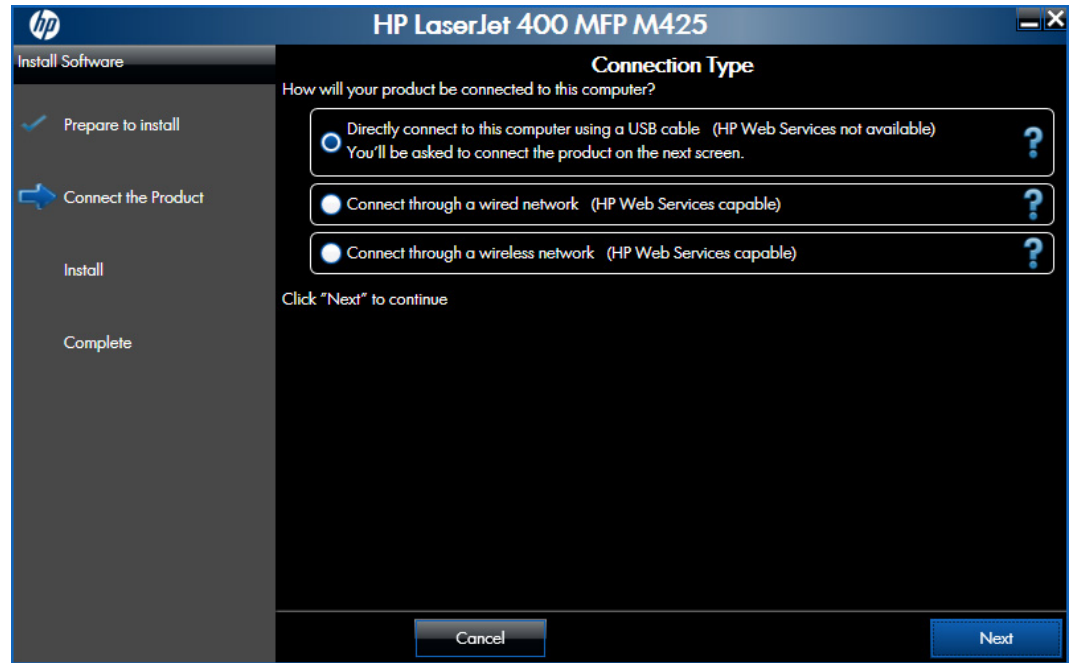 hp
HP LaserJet 400 MFP M425
Install Software
Prepare to install
Connect the Product
Install
Complete
Connection Type
How will your product be connected to this computer?
Directly connect to this computer using a USB cable (HP Web Services not available)
You'll be asked to connect the product on the next screen.
?
Connect through a wired network (HP Web Services capable)
?
Connect through a wireless network (HP Web Services capable)
?
Click "Next" to continue
Cancel
Next